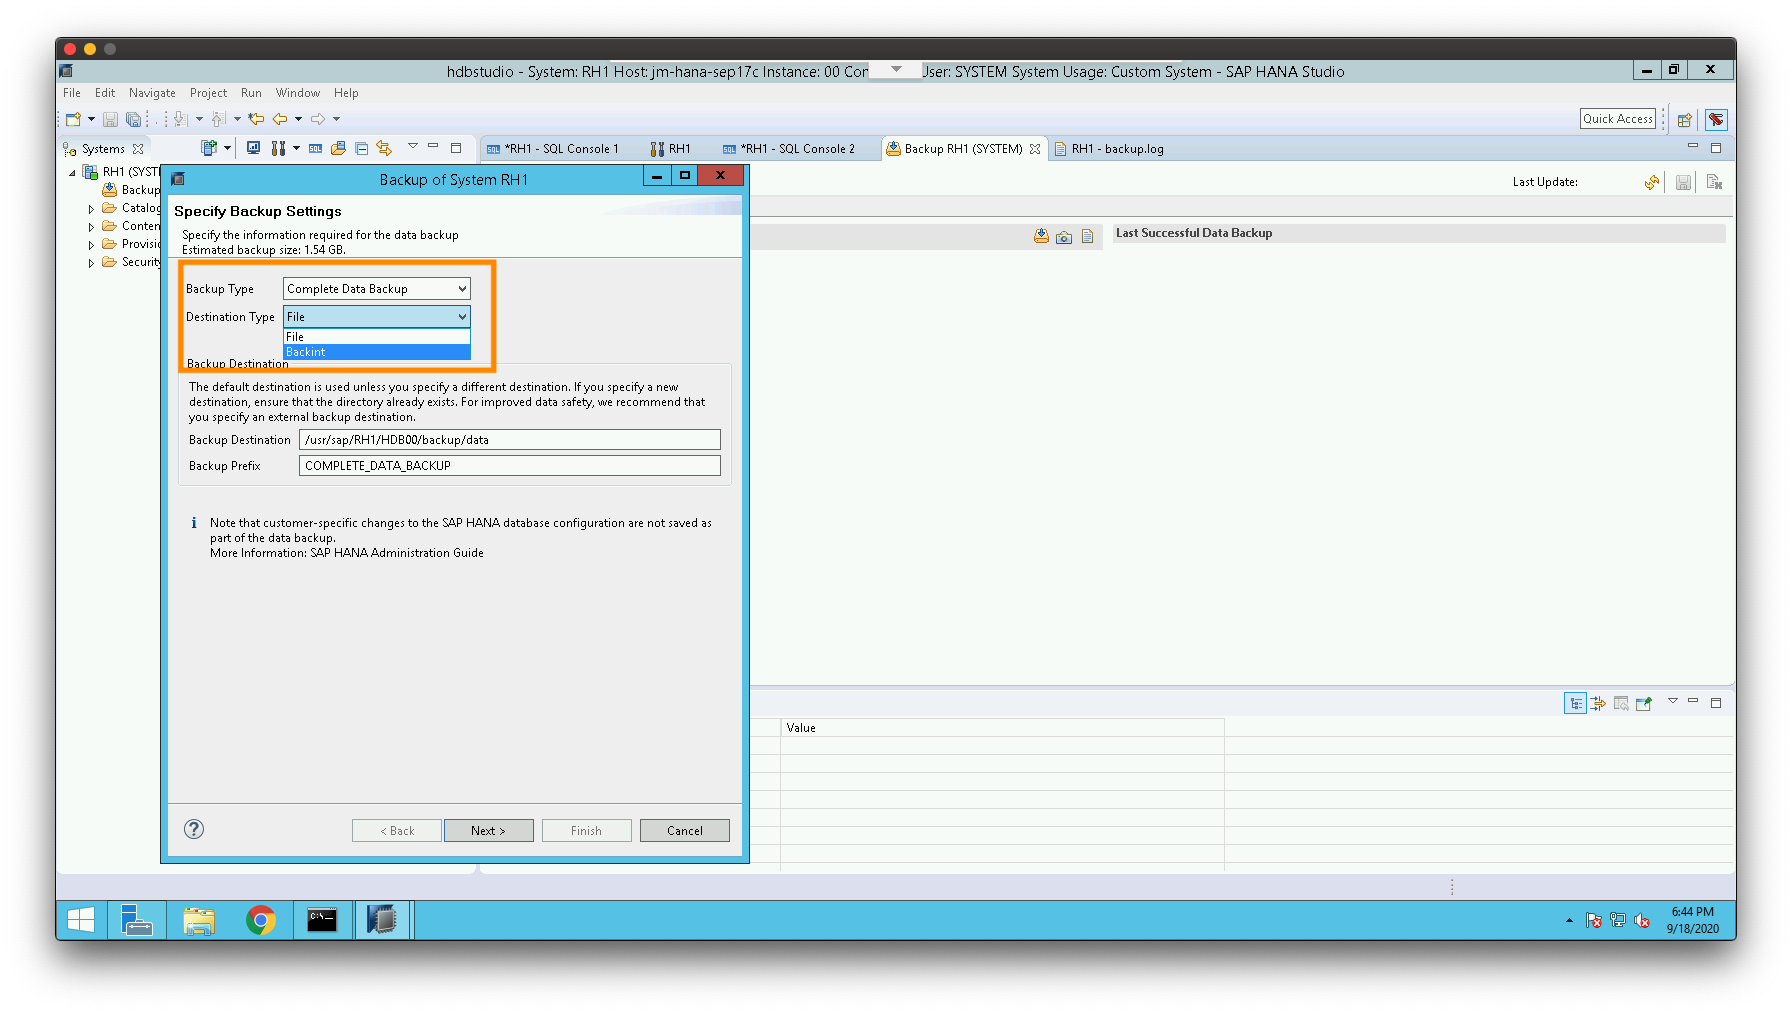 hdbstudio - System: RH1 Host: jm-hana-sep17c Instance: 00 Con User: SYSTEM System Usage: Custom System - SAP HANA Studio
File Edit Navigate Project Run Window Help
Quick Access
Systems
*RH1 - SQL Console 1
RH1
*RH1 - SQL Console 2
Backup RH1 (SYSTEM)
RH1 - backup.log
RH1 (SYSTE
Backup
Catalog
Conten
Provisio
Security
Last Update:
Last Successful Data Backup
Backup of System RH1
Specify Backup Settings
Specify the information required for the data backup
Estimated backup size: 1.54 GB.
Backup Type Complete Data Backup
Destination Type File
File
Backint
Backup Destination
The default destination is used unless you specify a different destination. If you specify a new
destination, ensure that the directory already exists. For improved data safety, we recommend that
you specify an external backup destination.
Backup Destination /usr/sap/RH1/HDB00/backup/data
Backup Prefix COMPLETE_DATA_BACKUP
Note that customer-specific changes to the SAP HANA database configuration are not saved as
part of the data backup.
More Information: SAP HANA Administration Guide
< Back Next > Finish Cancel
Value
6:44 PM
9/18/2020